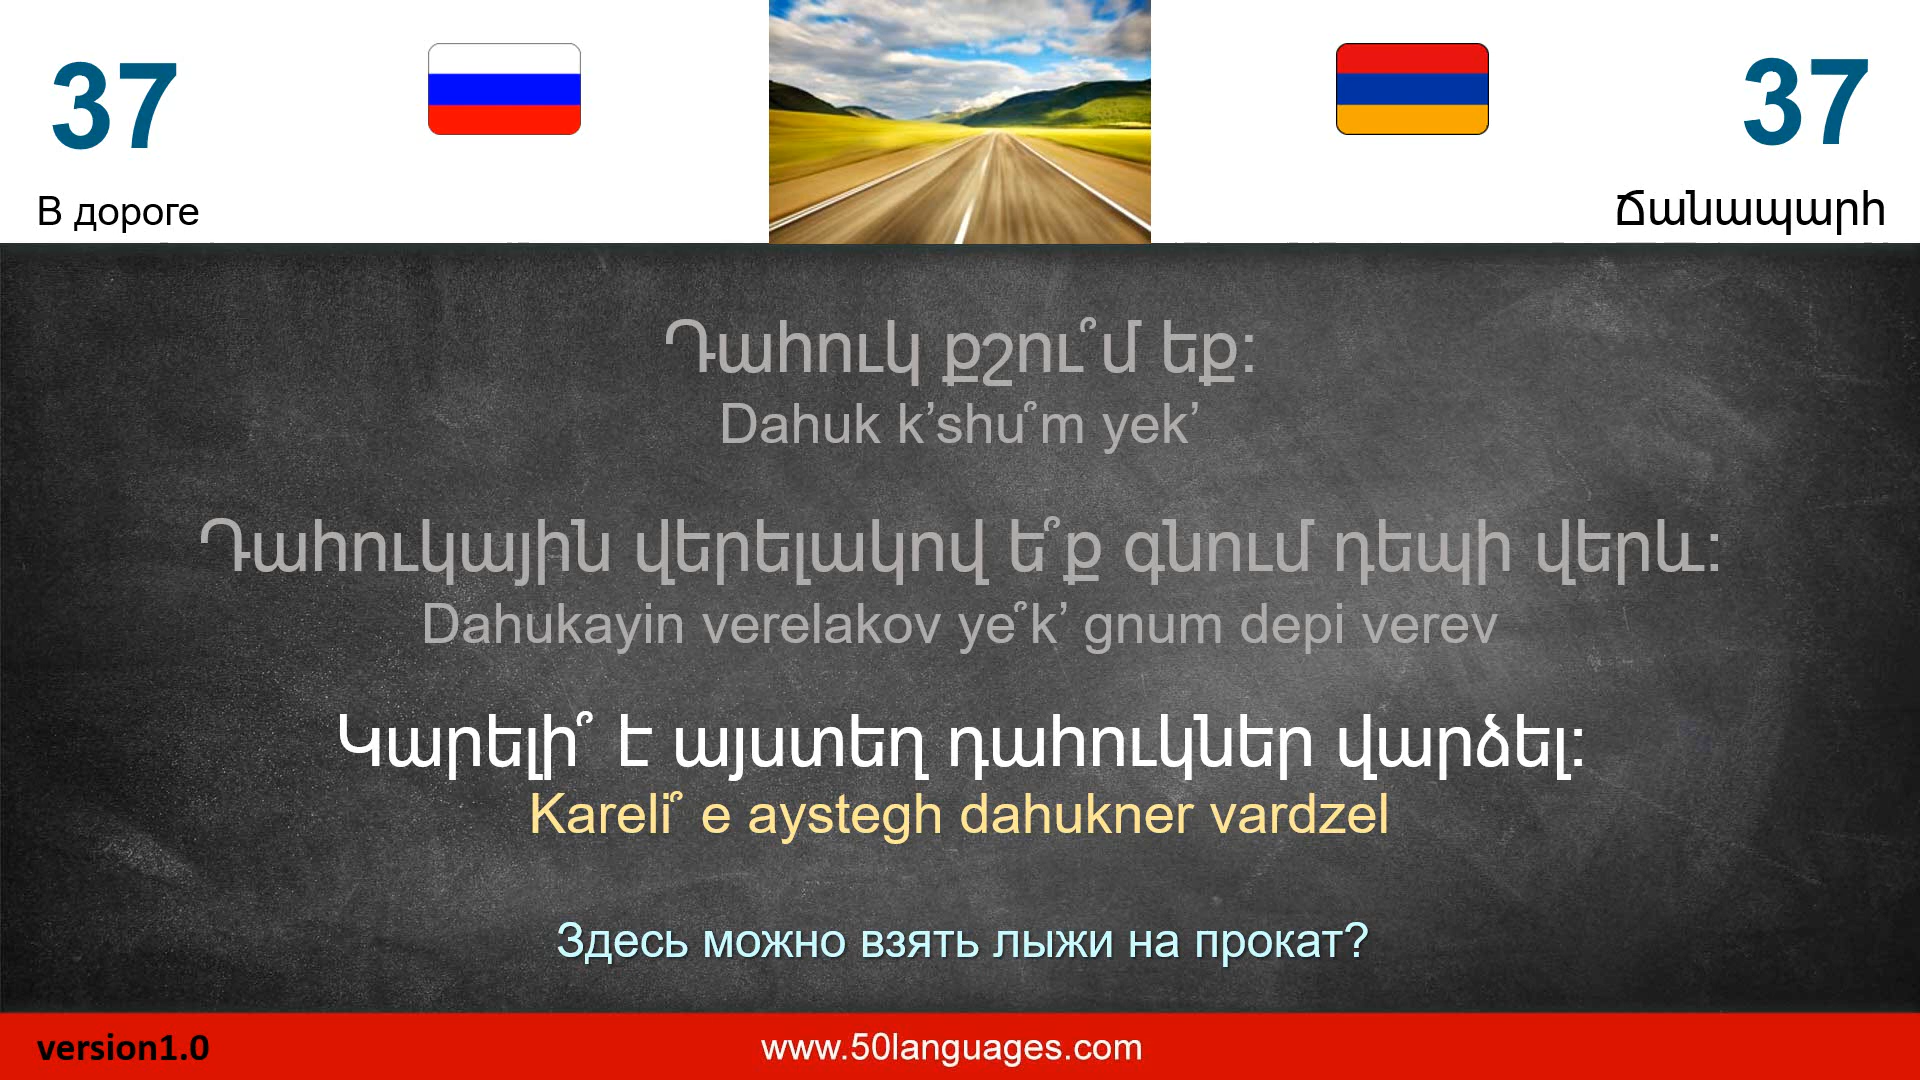 37
37
В дороге
Ճանապարհ
Դահուկ քշու՞մ եք:
Dahuk k’shu՞m yek’
Դահուկային վերելակով ե՞ք գնում դեպի վերև:
Dahukayin verelakov ye՞k’ gnum depi verev
Կարելի՞ է այստեղ դահուկներ վարձել:
Kareli՞ e aystegh dahukner vardzel
Здесь можно взять лыжи на прокат?
version1.0
www.50languages.com